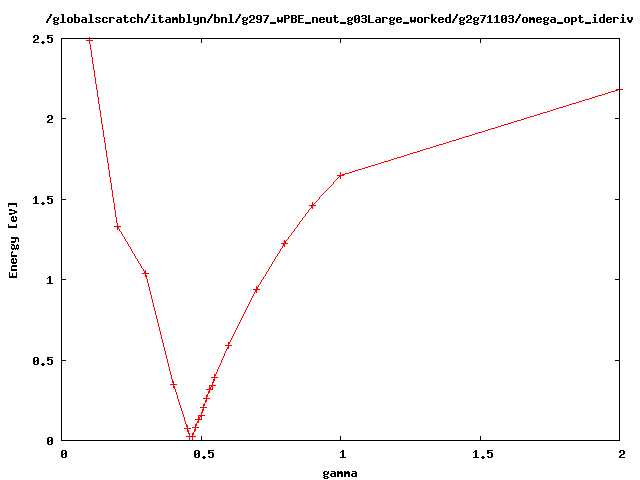 /globalscratch/itamblyn/bnl/g297_wPBE_neut_g03Large_worked/g2g71103/omega_opt_ideriv
2.5
2
1.5
1
0.5
0
Energy [eV]
0 0.5 1 1.5 2
gamma